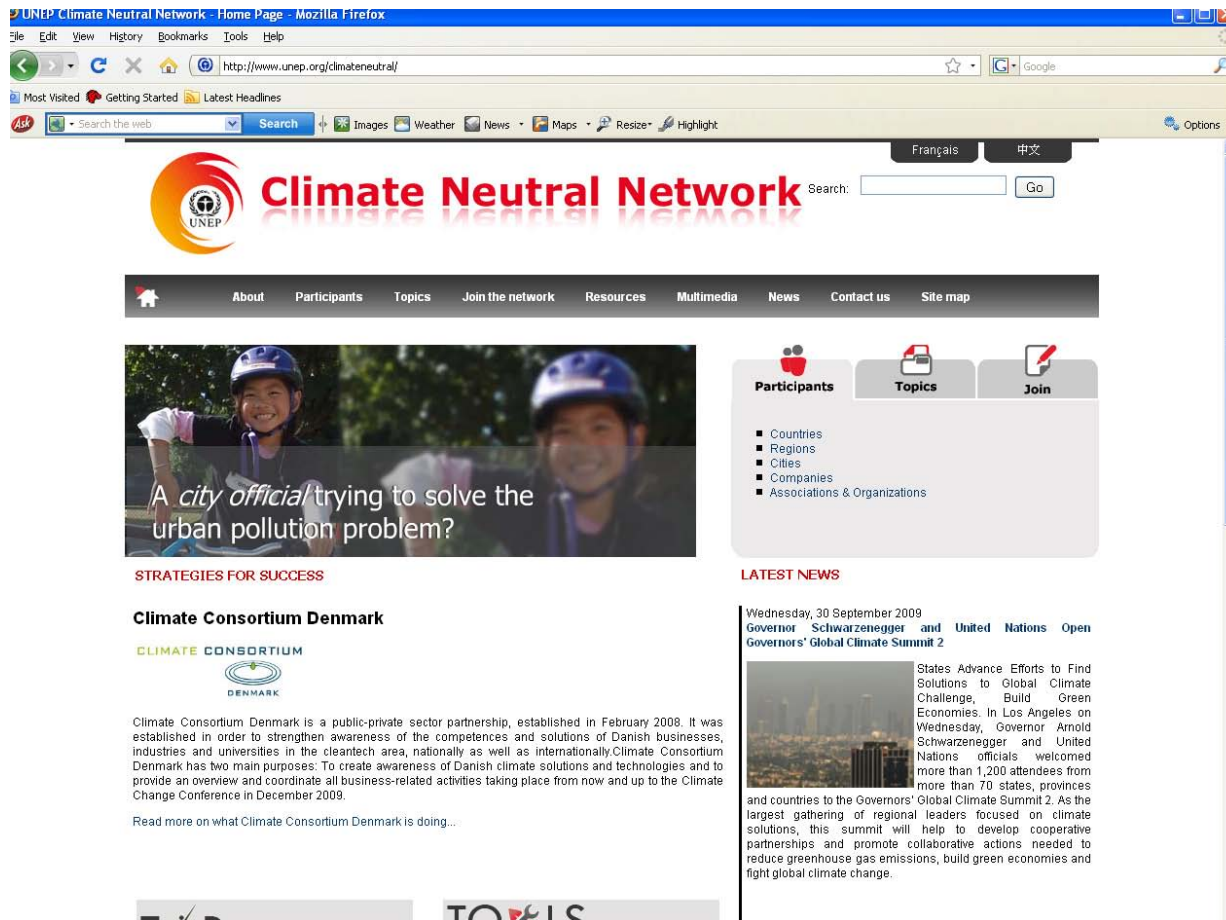 UNEP Climate Neutral Network - Home Page - Mozilla Firefox
File Edit View History Bookmarks Tools Help
http://www.unep.org/climateneutral/
Google
Most Visited Getting Started Latest Headlines
Ask Search the web Search Images Weather News Maps Resize Highlight Options
Français 中文
UNEP
Climate Neutral Network
Search: Go
About Participants Topics Join the network Resources Multimedia News Contact us Site map
Participants Topics Join
Countries
Regions
Cities
Companies
Associations & Organizations
A city official trying to solve the
urban pollution problem?
STRATEGIES FOR SUCCESS
Climate Consortium Denmark
CLIMATE CONSORTIUM
DENMARK
Climate Consortium Denmark is a public-private sector partnership, established in February 2008. It was
established in order to strengthen awareness of the competences and solutions of Danish businesses,
industries and universities in the cleantech area, nationally as well as internationally.Climate Consortium
Denmark has two main purposes: To create awareness of Danish climate solutions and technologies and to
provide an overview and coordinate all business-related activities taking place from now and up to the Climate
Change Conference in December 2009.
Read more on what Climate Consortium Denmark is doing...
LATEST NEWS
Wednesday, 30 September 2009
Governor Schwarzenegger and United Nations Open
Governors' Global Climate Summit 2
States Advance Efforts to Find
Solutions to Global Climate
Challenge, Build Green
Economies. In Los Angeles on
Wednesday, Governor Arnold
Schwarzenegger and United
Nations officials welcomed
more than 1,200 attendees from
more than 70 states, provinces
and countries to the Governors' Global Climate Summit 2. As the
largest gathering of regional leaders focused on climate
solutions, this summit will help to develop cooperative
partnerships and promote collaborative actions needed to
reduce greenhouse gas emissions, build green economies and
fight global climate change.